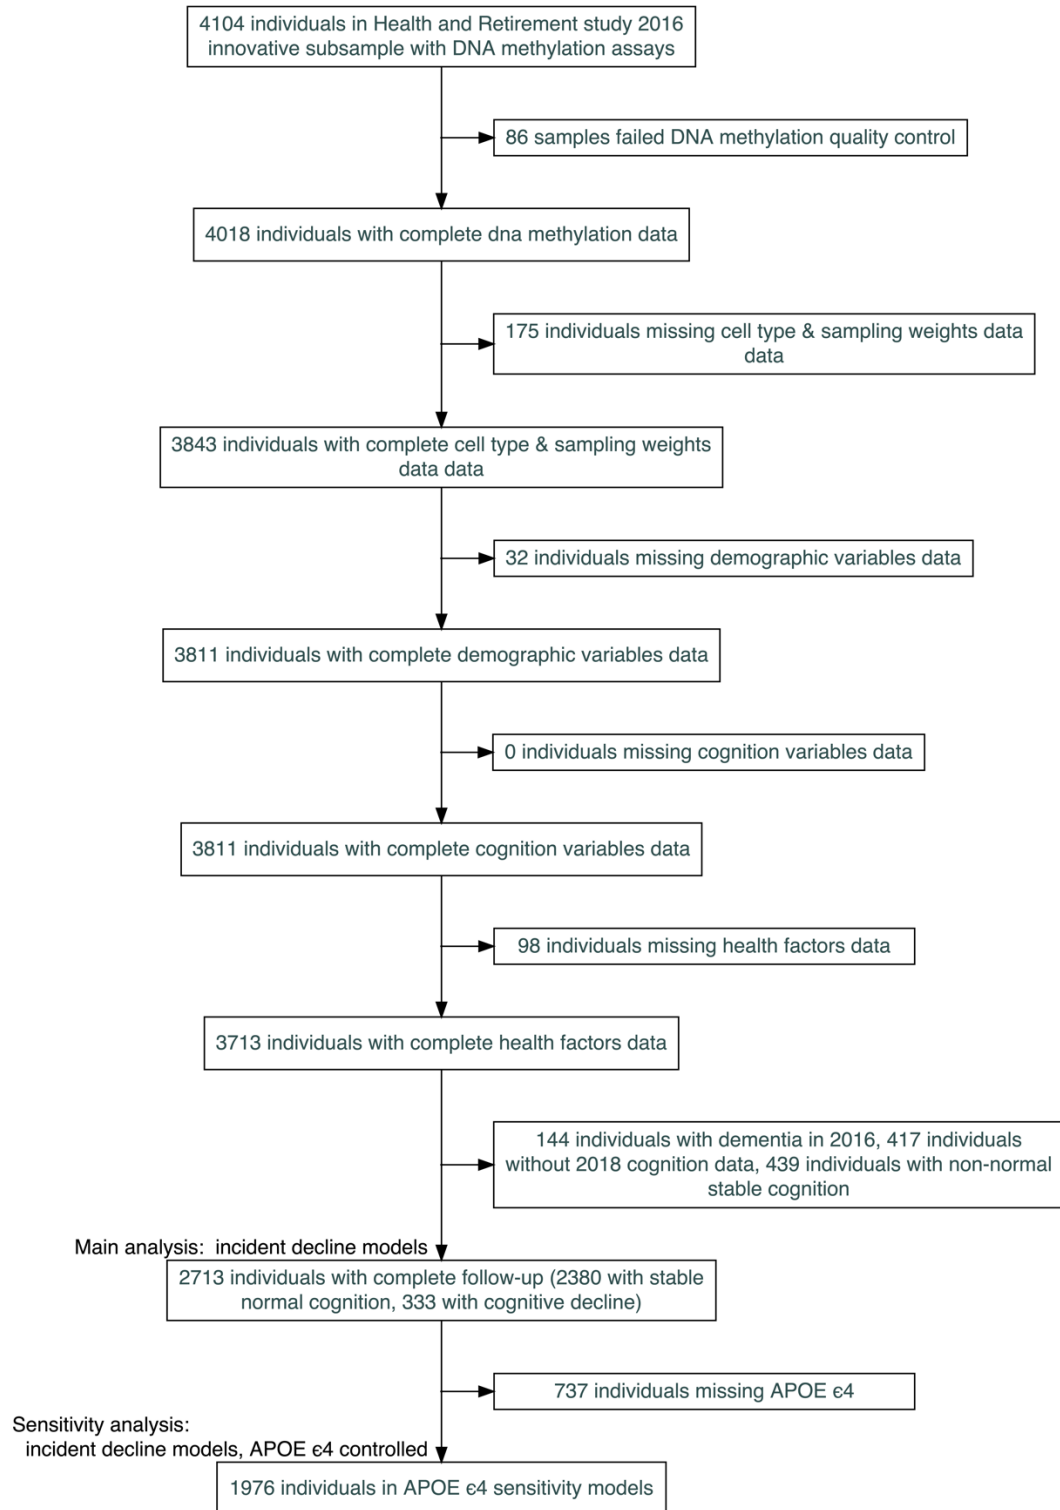 4104 individuals in Health and Retirement study 2016
innovative subsample with DNA methylation assays
86 samples failed DNA methylation quality control
4018 individuals with complete dna methylation data
175 individuals missing cell type & sampling weights data
data
3843 individuals with complete cell type & sampling weights
data data
32 individuals missing demographic variables data
3811 individuals with complete demographic variables data
0 individuals missing cognition variables data
3811 individuals with complete cognition variables data
98 individuals missing health factors data
3713 individuals with complete health factors data
144 individuals with dementia in 2016, 417 individuals
without 2018 cognition data, 439 individuals with non-normal
stable cognition
Main analysis: incident decline models
2713 individuals with complete follow-up (2380 with stable
normal cognition, 333 with cognitive decline)
737 individuals missing APOE ϵ4
Sensitivity analysis:
incident decline models, APOE ϵ4 controlled
1976 individuals in APOE ϵ4 sensitivity models